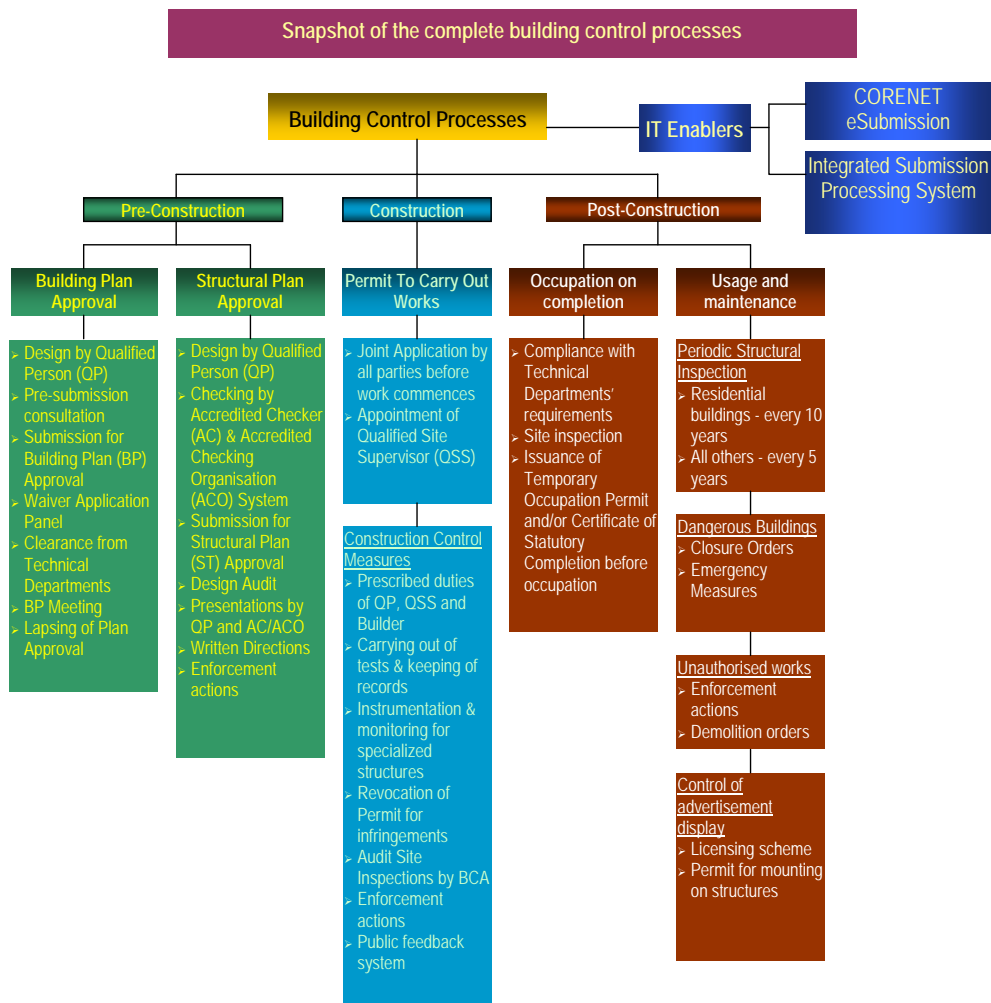 Snapshot of the complete building control processes
Building Control Processes
IT Enablers
CORENET
eSubmission
Integrated Submission
Processing System
Pre-Construction
Construction
Post-Construction
Building Plan
Approval
➢ Design by Qualified
Person (QP)
➢ Pre-submission
consultation
➢ Submission for
Building Plan (BP)
Approval
➢ Waiver Application
Panel
➢ Clearance from
Technical
Departments
➢ BP Meeting
➢ Lapsing of Plan
Approval
Structural Plan
Approval
➢ Design by Qualified
Person (QP)
➢ Checking by
Accredited Checker
(AC) & Accredited
Checking
Organisation
(ACO) System
➢ Submission for
Structural Plan
(ST) Approval
➢ Design Audit
➢ Presentations by
QP and AC/ACO
➢ Written Directions
➢ Enforcement
actions
Permit To Carry Out
Works
➢ Joint Application by
all parties before
work commences
➢ Appointment of
Qualified Site
Supervisor (QSS)
Construction Control
Measures
➢ Prescribed duties
of QP, QSS and
Builder
➢ Carrying out of
tests & keeping of
records
➢ Instrumentation &
monitoring for
specialized
structures
➢ Revocation of
Permit for
infringements
➢ Audit Site
Inspections by BCA
➢ Enforcement
actions
➢ Public feedback
system
Occupation on
completion
➢ Compliance with
Technical
Departments'
requirements
➢ Site inspection
➢ Issuance of
Temporary
Occupation Permit
and/or Certificate of
Statutory
Completion before
occupation
Usage and
maintenance
Periodic Structural
Inspection
➢ Residential
buildings - every 10
years
➢ All others - every 5
years
Dangerous Buildings
➢ Closure Orders
➢ Emergency
Measures
Unauthorised works
➢ Enforcement
actions
➢ Demolition orders
Control of
advertisement
display
➢ Licensing scheme
➢ Permit for mounting
on structures